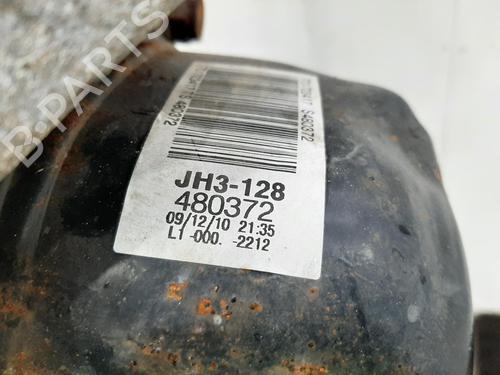 JH3-128
480372
09/12/10 21:35
L1 -000. -2212
B-PARTS